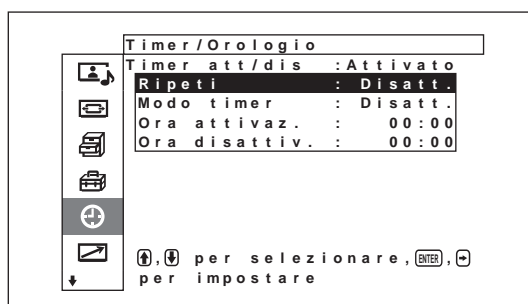 Timer/Orologio
Timer att/dis :Attivato
Ripeti : Disatt.
Modo timer : Disatt.
Ora attivaz. : 00:00
Ora disattiv. : 00:00
, per selezionare, ENTER,
per impostare